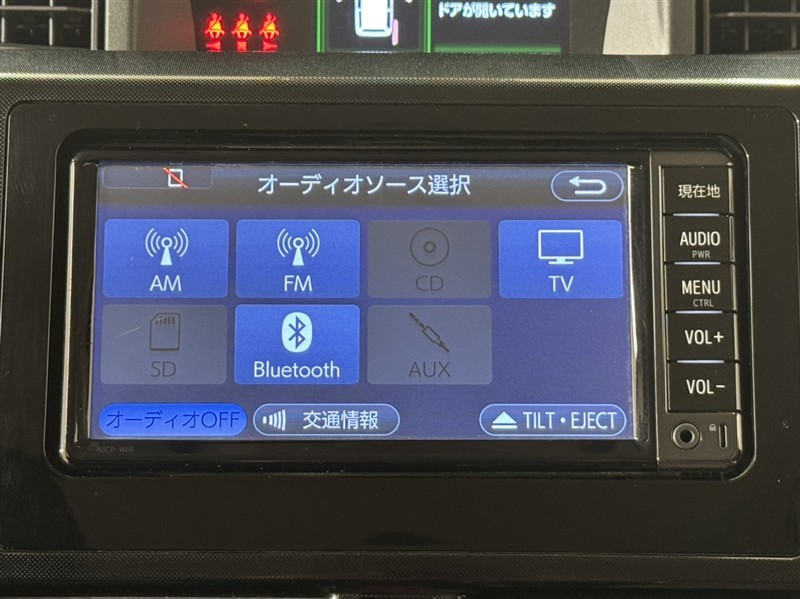 ドアが開いています
オーディオソース選択
現在地
AM
FM
CD
TV
AUDIO
PWR
MENU
CTRL
SD
Bluetooth
AUX
VOL+
VOL-
オーディオOFF
交通情報
TILT・EJECT
NSCD-W66